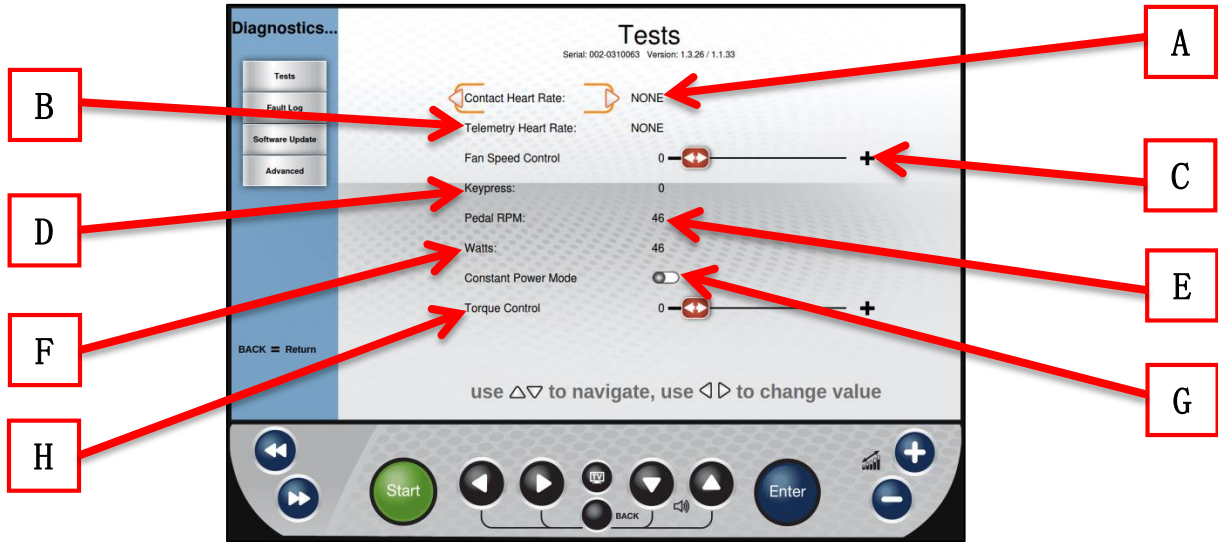 Diagnostics...
Tests
Fault Log
Software Update
Advanced
BACK = Return
Tests
Serial: 002-0310063 Version: 1.3.26 / 1.1.33
Contact Heart Rate: NONE
Telemetry Heart Rate: NONE
Fan Speed Control 0 − +
Keypress: 0
Pedal RPM: 46
Watts: 46
Constant Power Mode
Torque Control 0 − +
use △▽ to navigate, use ◁ ▷ to change value
Start
TV
BACK
Enter
+
−
A
B
C
D
E
F
G
H